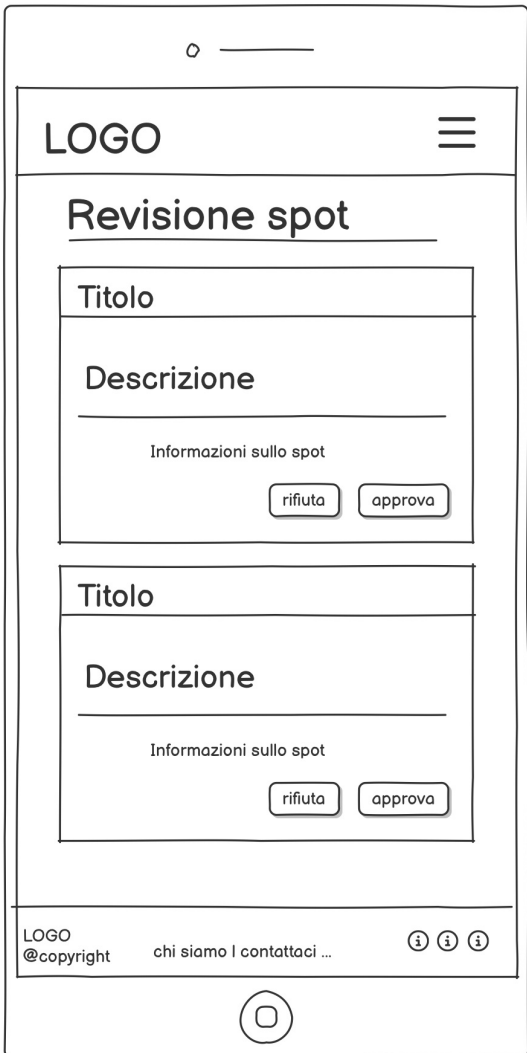 LOGO
Revisione spot
Titolo
Descrizione
Informazioni sullo spot
rifiuta approva
Titolo
Descrizione
Informazioni sullo spot
rifiuta approva
LOGO
@copyright
chi siamo | contattaci ...
i i i